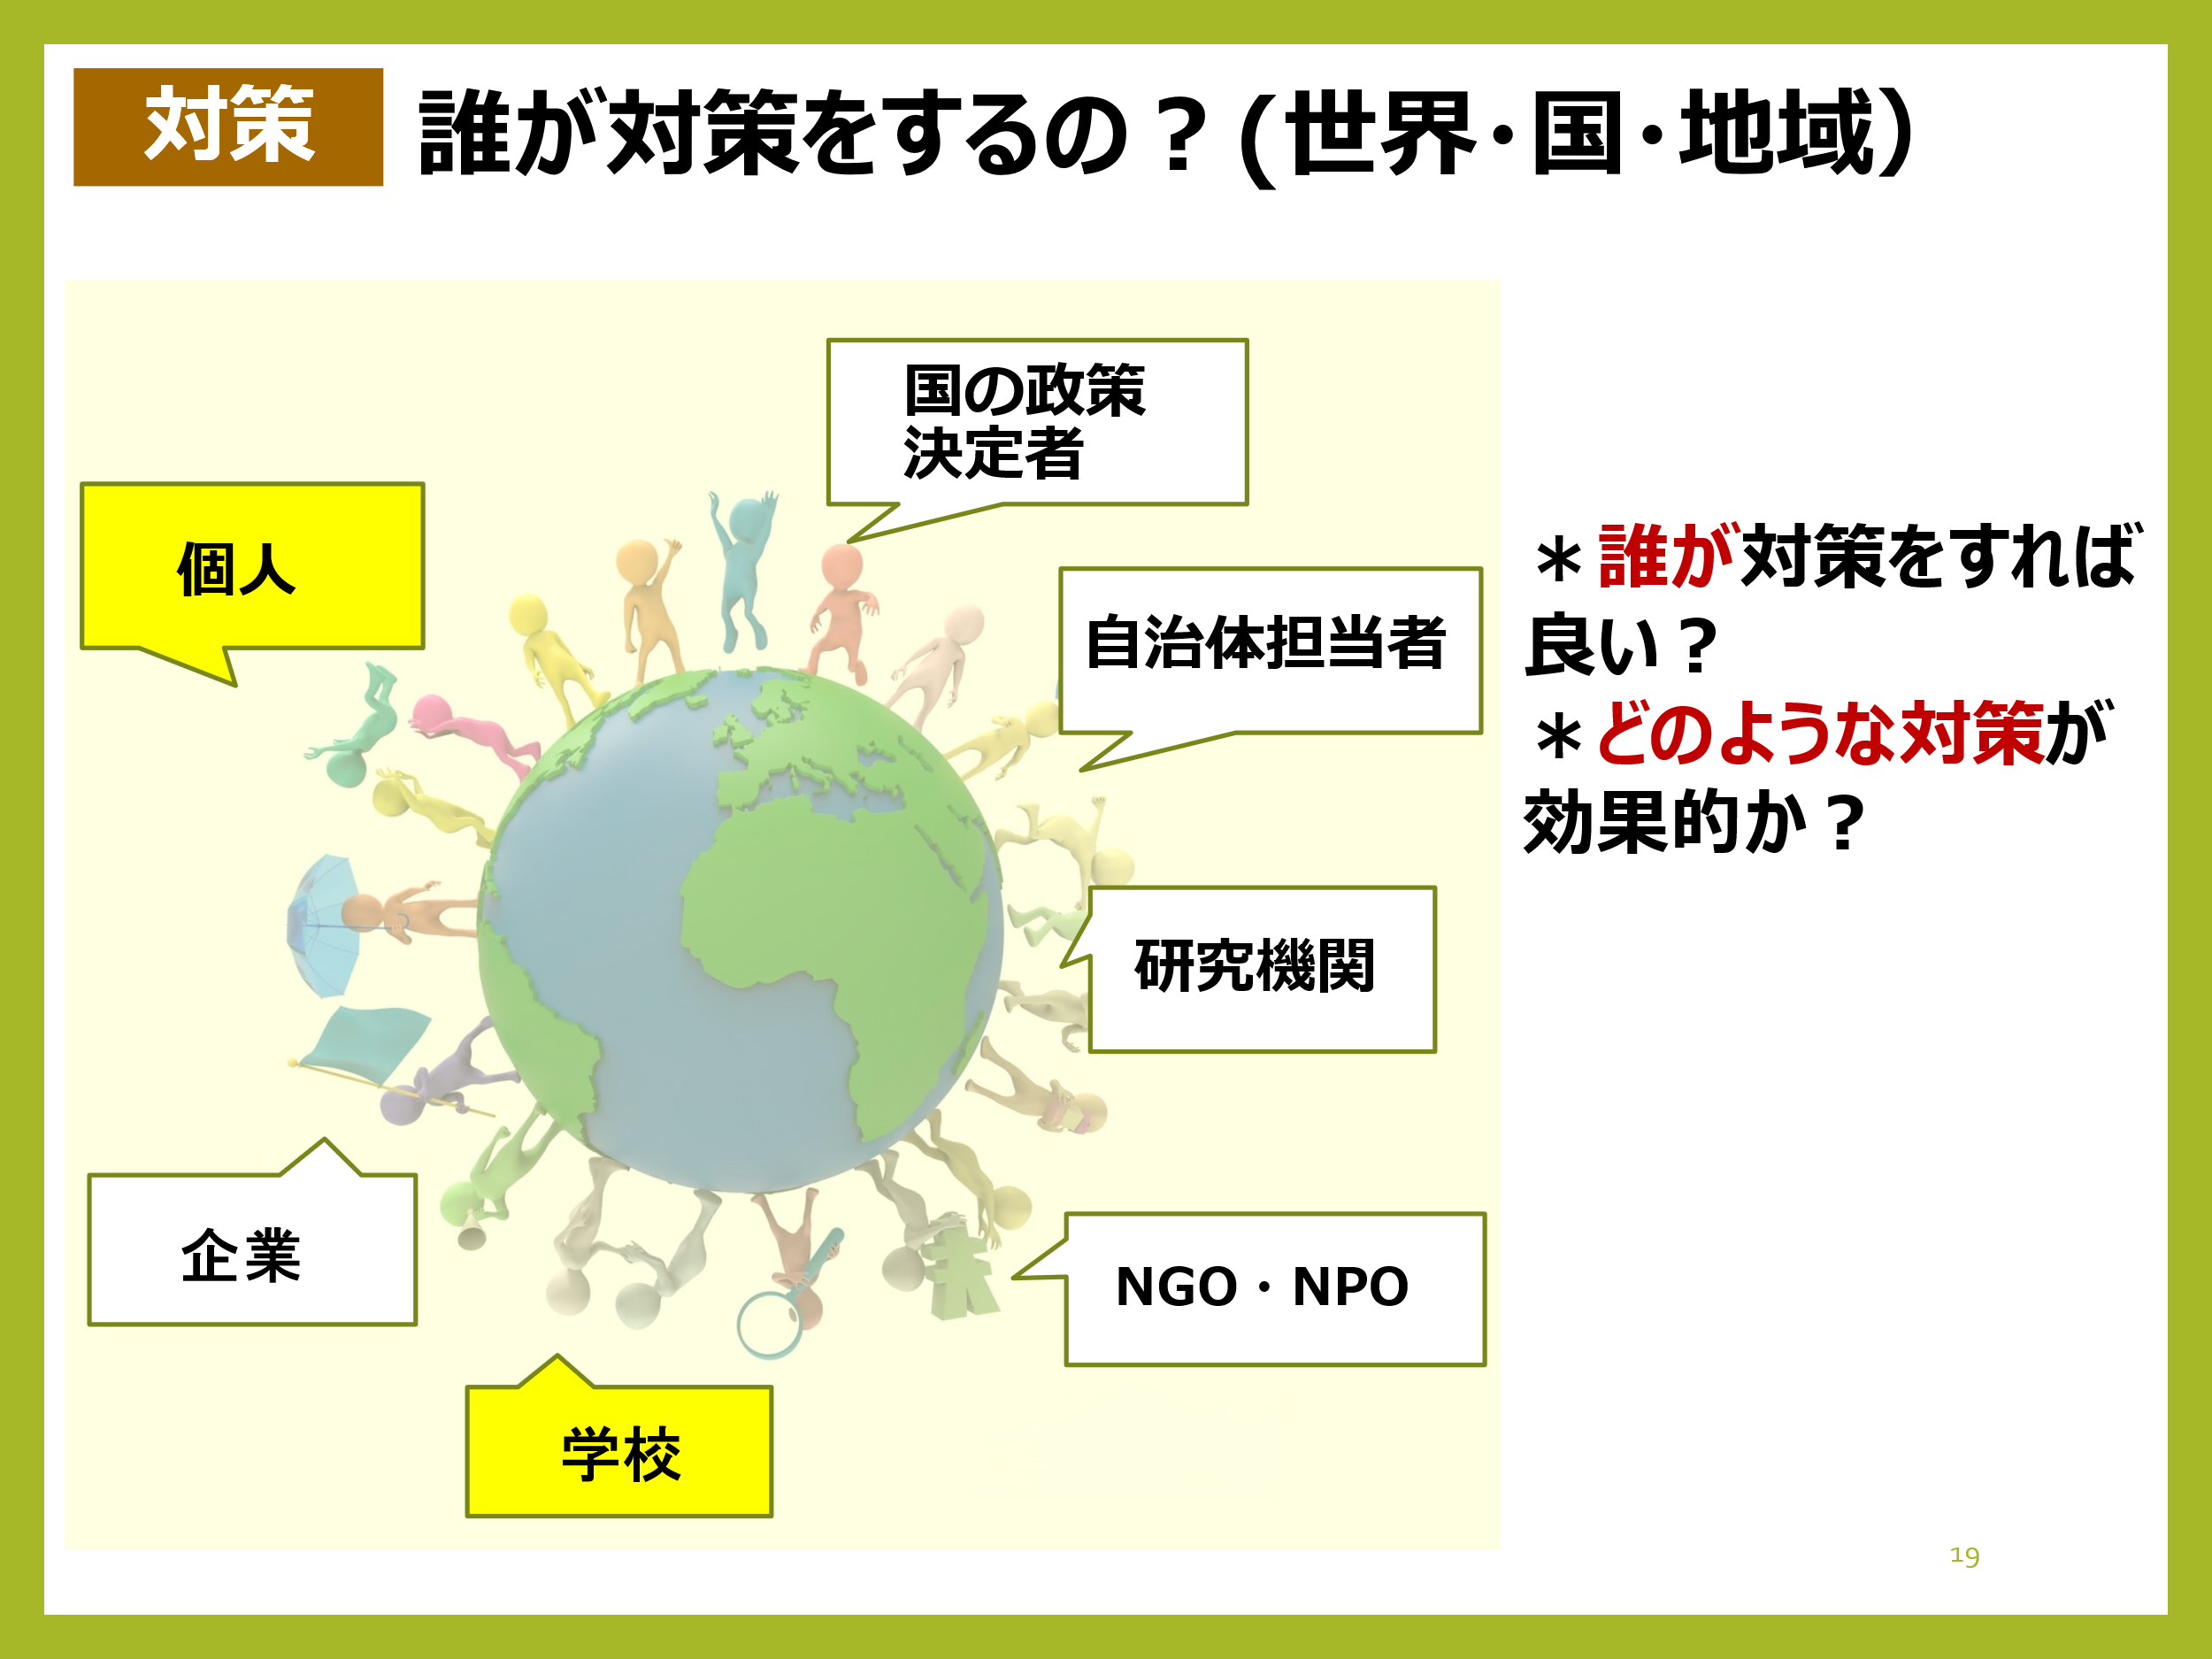 対策
誰が対策をするの？(世界･国･地域）
国の政策
決定者
個人
自治体担当者
研究機関
企業
NGO・NPO
学校
＊誰が対策をすれば
良い？
＊どのような対策が
効果的か？
19